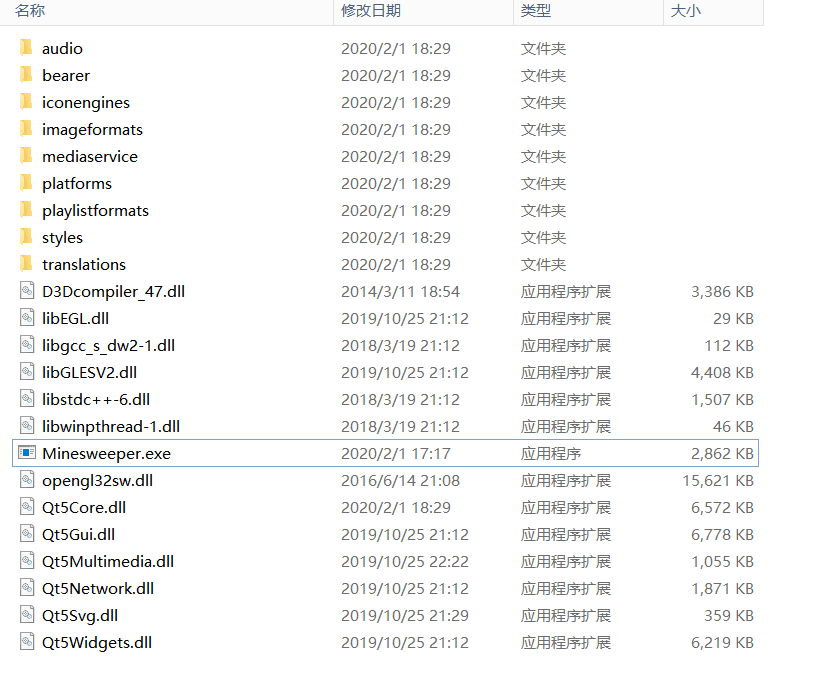 名称 修改日期 类型 大小
audio 2020/2/1 18:29 文件夹
bearer 2020/2/1 18:29 文件夹
iconengines 2020/2/1 18:29 文件夹
imageformats 2020/2/1 18:29 文件夹
mediaservice 2020/2/1 18:29 文件夹
platforms 2020/2/1 18:29 文件夹
playlistformats 2020/2/1 18:29 文件夹
styles 2020/2/1 18:29 文件夹
translations 2020/2/1 18:29 文件夹
D3Dcompiler_47.dll 2014/3/11 18:54 应用程序扩展 3,386 KB
libEGL.dll 2019/10/25 21:12 应用程序扩展 29 KB
libgcc_s_dw2-1.dll 2018/3/19 21:12 应用程序扩展 112 KB
libGLESV2.dll 2019/10/25 21:12 应用程序扩展 4,408 KB
libstdc++-6.dll 2018/3/19 21:12 应用程序扩展 1,507 KB
libwinpthread-1.dll 2018/3/19 21:12 应用程序扩展 46 KB
Minesweeper.exe 2020/2/1 17:17 应用程序 2,862 KB
opengl32sw.dll 2016/6/14 21:08 应用程序扩展 15,621 KB
Qt5Core.dll 2020/2/1 18:29 应用程序扩展 6,572 KB
Qt5Gui.dll 2019/10/25 21:12 应用程序扩展 6,778 KB
Qt5Multimedia.dll 2019/10/25 22:22 应用程序扩展 1,055 KB
Qt5Network.dll 2019/10/25 21:12 应用程序扩展 1,871 KB
Qt5Svg.dll 2019/10/25 21:29 应用程序扩展 359 KB
Qt5Widgets.dll 2019/10/25 21:12 应用程序扩展 6,219 KB